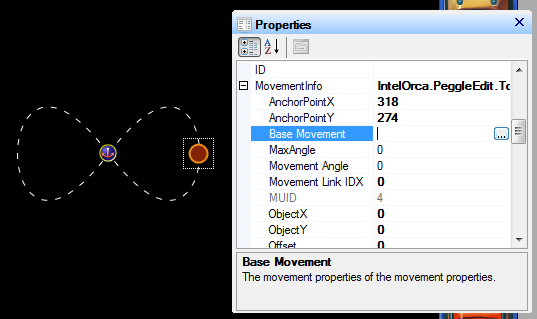 Properties
ID
MovementInfo IntelOrca.PeggleEdit.To
AnchorPointX 318
AnchorPointY 274
Base Movement ...
MaxAngle 0
Movement Angle 0
Movement Link IDX 0
MUID 4
ObjectX 0
ObjectY 0
Offset 0
Base Movement
The movement properties of the movement properties.